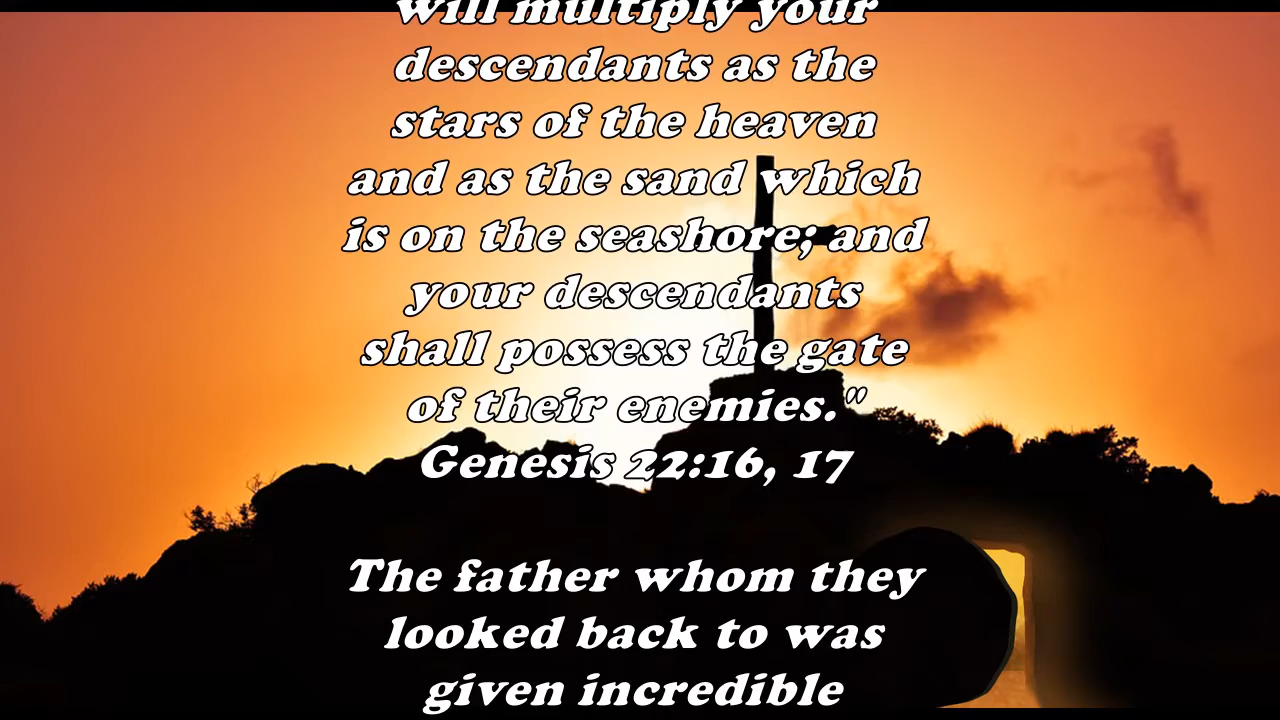 will multiply your
descendants as the
stars of the heaven
and as the sand which
is on the seashore; and
your descendants
shall possess the gate
of their enemies."
Genesis 22:16, 17
The father whom they
looked back to was
given incredible